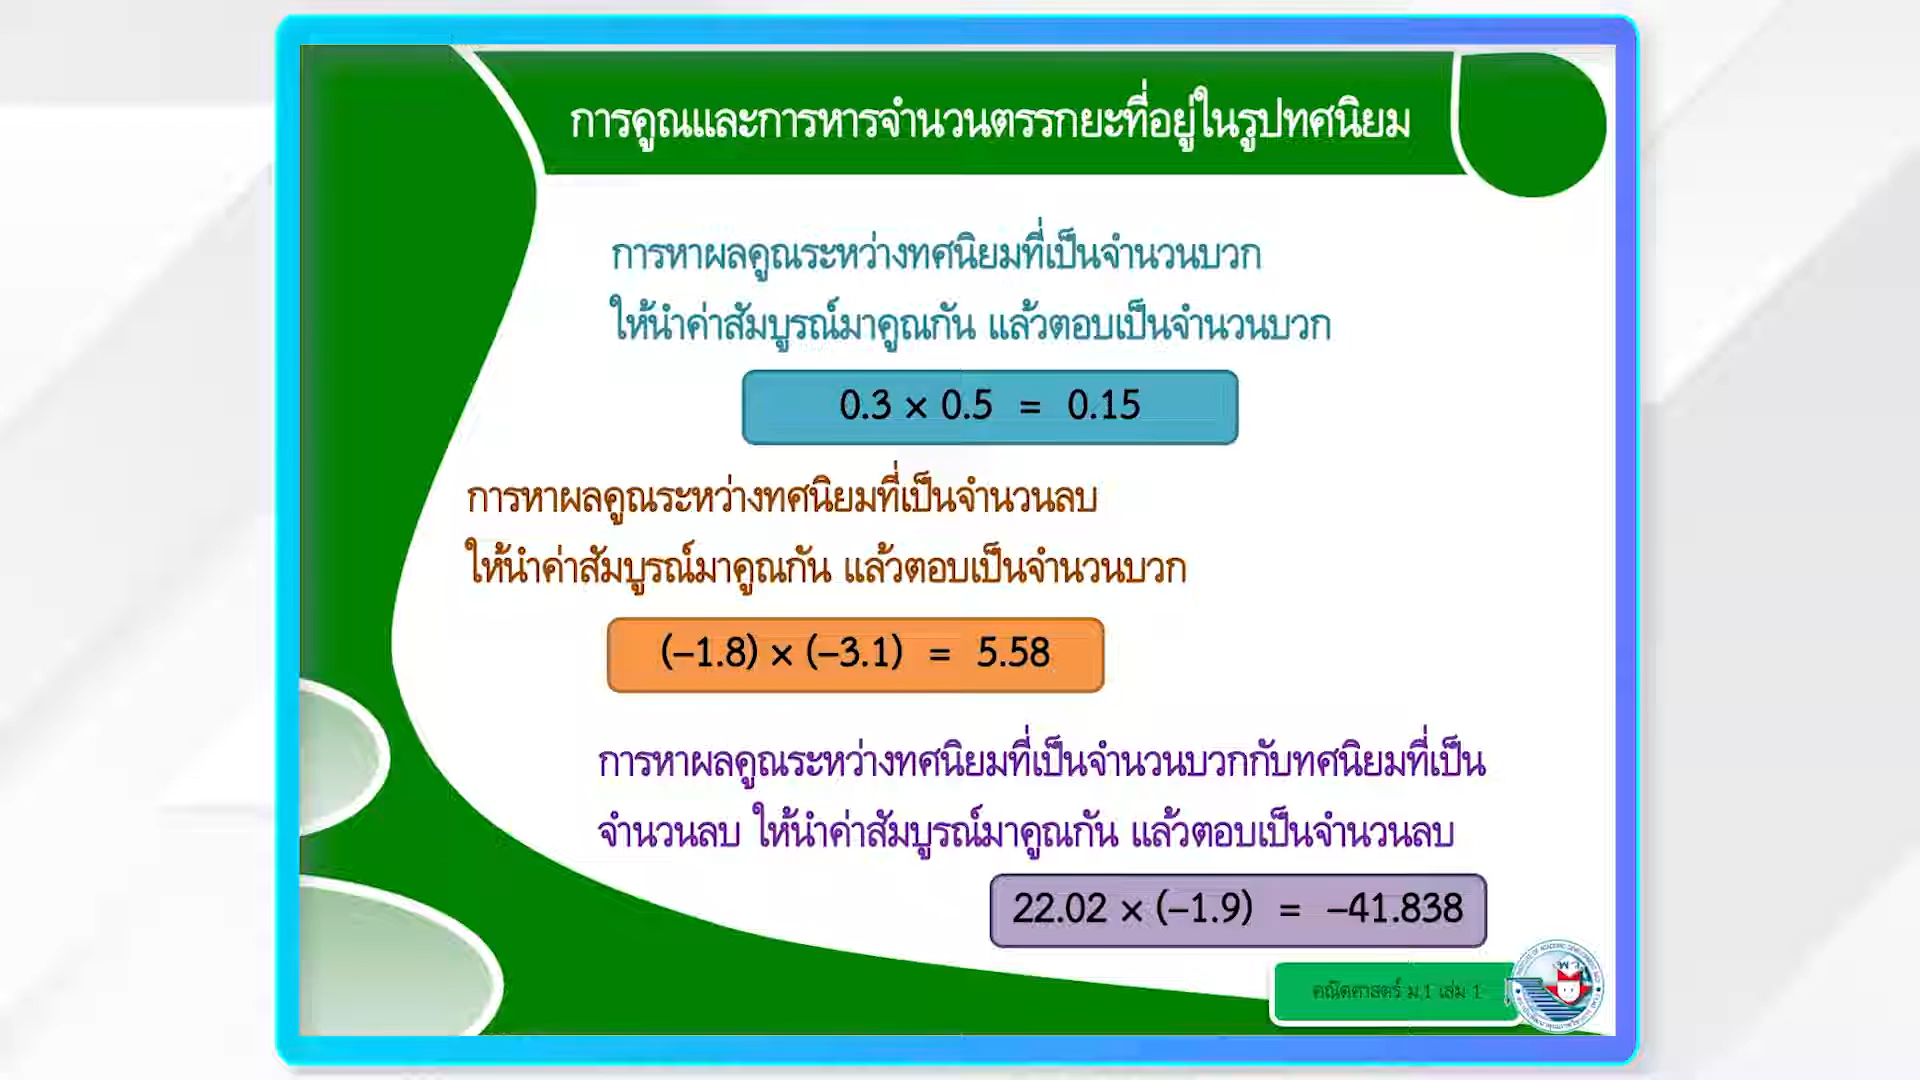 การคูณและการหารจำนวนตรรกยะที่อยู่ในรูปทศนิยม
การหาผลคูณระหว่างทศนิยมที่เป็นจำนวนบวก
ให้นำค่าสัมบูรณ์มาคูณกัน แล้วตอบเป็นจำนวนบวก
0.3 × 0.5 = 0.15
การหาผลคูณระหว่างทศนิยมที่เป็นจำนวนลบ
ให้นำค่าสัมบูรณ์มาคูณกัน แล้วตอบเป็นจำนวนบวก
(–1.8) × (–3.1) = 5.58
การหาผลคูณระหว่างทศนิยมที่เป็นจำนวนบวกกับทศนิยมที่เป็น
จำนวนลบ ให้นำค่าสัมบูรณ์มาคูณกัน แล้วตอบเป็นจำนวนลบ
22.02 × (–1.9) = –41.838
คณิตศาสตร์ ม.1 เล่ม 1
พว.